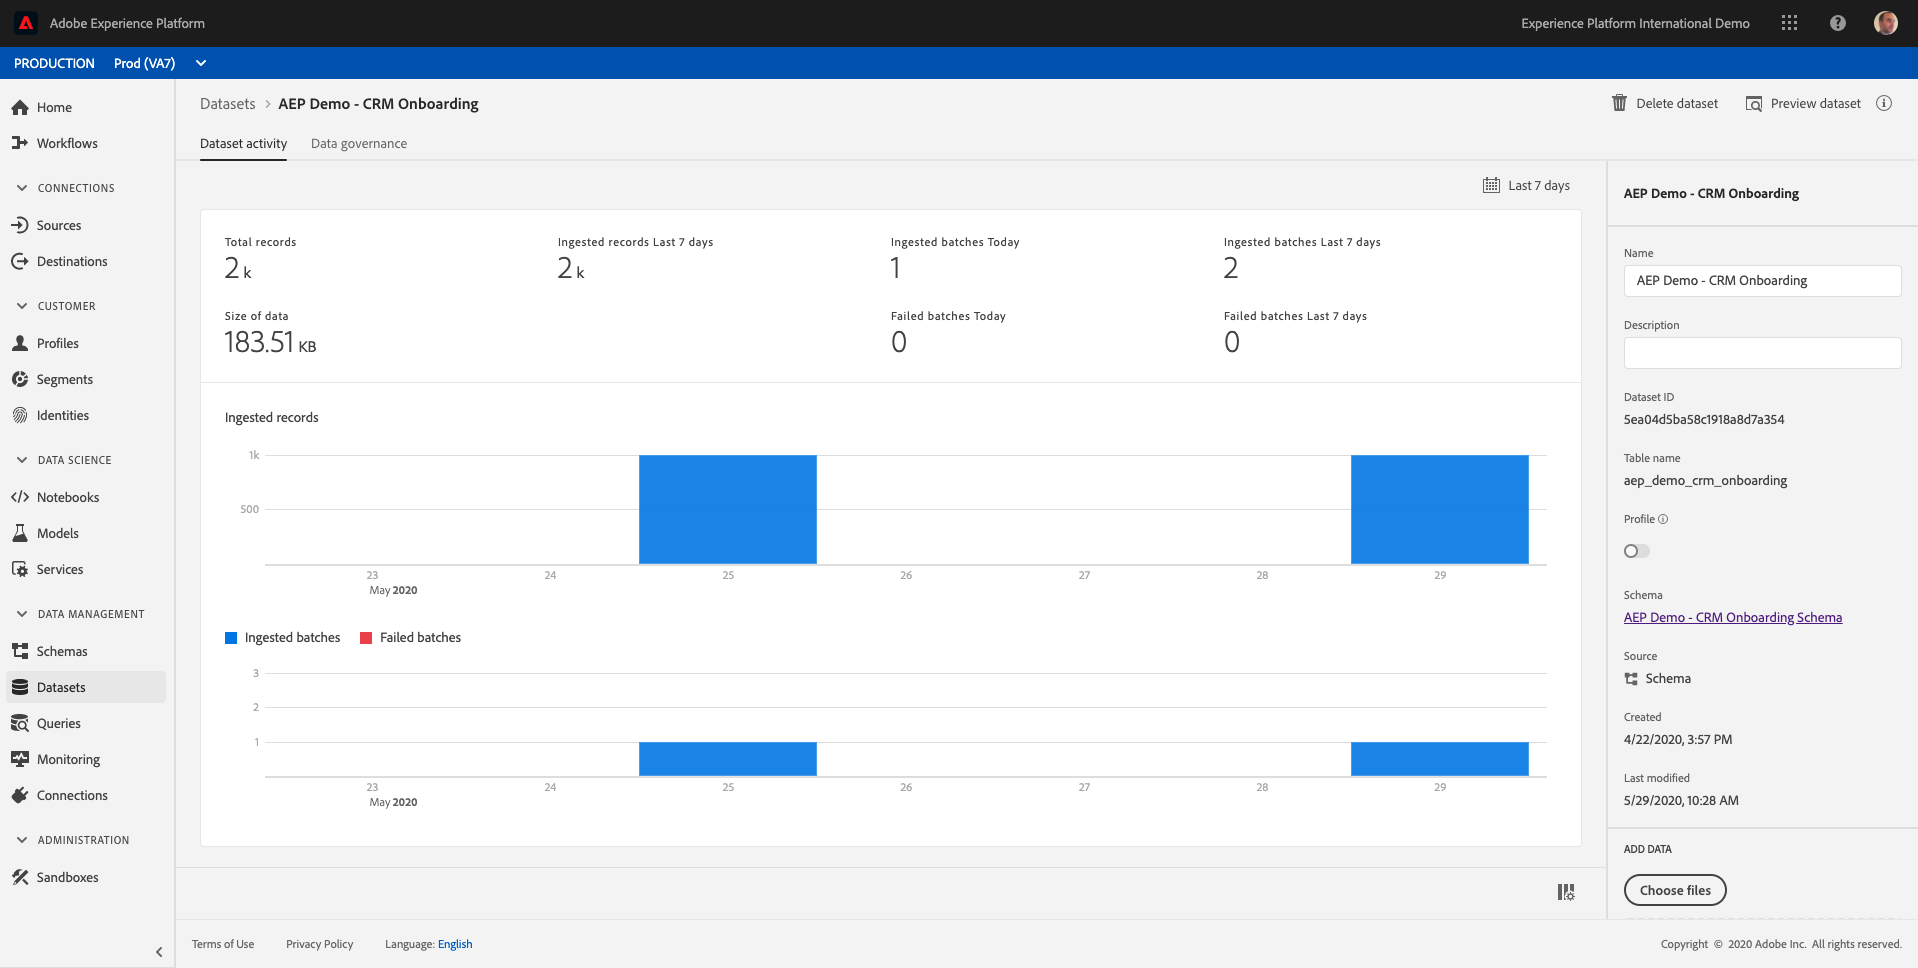 Adobe Experience Platform
Experience Platform International Demo
PRODUCTION Prod (VA7)
Home
Workflows
CONNECTIONS
Sources
Destinations
CUSTOMER
Profiles
Segments
Identities
DATA SCIENCE
Notebooks
Models
Services
DATA MANAGEMENT
Schemas
Datasets
Queries
Monitoring
Connections
ADMINISTRATION
Sandboxes
Datasets > AEP Demo - CRM Onboarding
Delete dataset
Preview dataset
Dataset activity
Data governance
Last 7 days
Total records
2 k
Ingested records Last 7 days
2 k
Ingested batches Today
1
Ingested batches Last 7 days
2
Size of data
183.51 KB
Failed batches Today
0
Failed batches Last 7 days
0
Ingested records
1k
500
23 24 25 26 27 28 29
May 2020
Ingested batches Failed batches
3
2
1
23 24 25 26 27 28 29
May 2020
AEP Demo - CRM Onboarding
Name
AEP Demo - CRM Onboarding
Description
Dataset ID
5ea04d5ba58c1918a8d7a354
Table name
aep_demo_crm_onboarding
Profile
Schema
AEP Demo - CRM Onboarding Schema
Source
Schema
Created
4/22/2020, 3:57 PM
Last modified
5/29/2020, 10:28 AM
ADD DATA
Choose files
Terms of Use Privacy Policy Language: English
Copyright © 2020 Adobe Inc. All rights reserved.